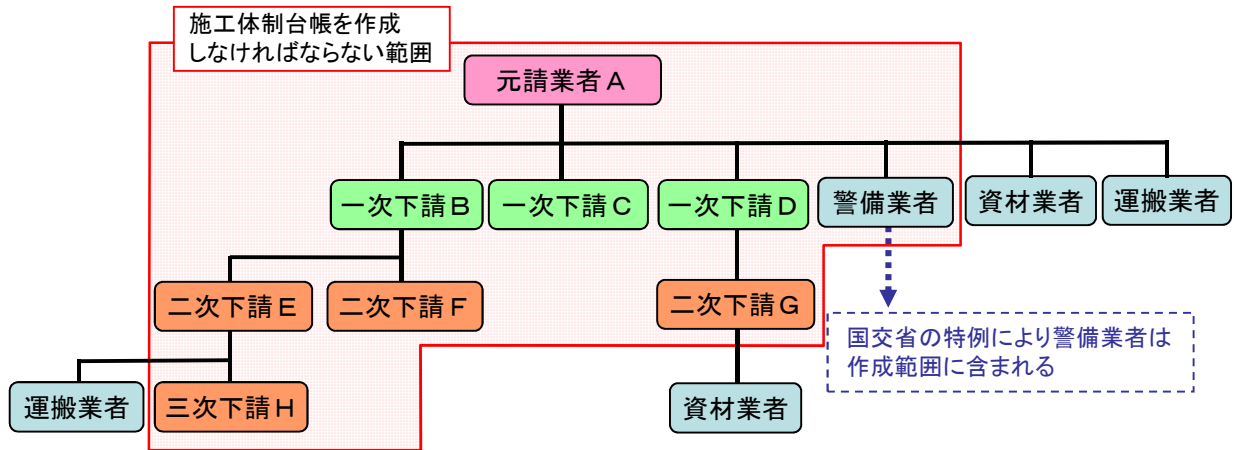 施工体制台帳を作成
しなければならない範囲
元請業者A
一次下請B
一次下請C
一次下請D
警備業者
資材業者
運搬業者
二次下請E
二次下請F
二次下請G
国交省の特例により警備業者は
作成範囲に含まれる
運搬業者
三次下請H
資材業者